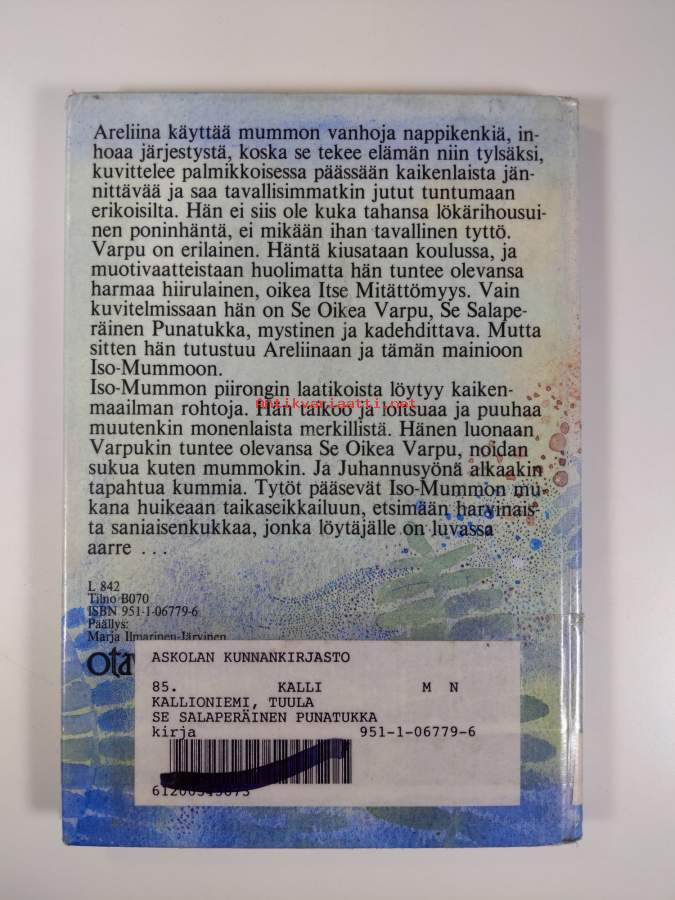 Areliina käyttää mummon vanhoja nappikenkiä, in-
hoaa järjestystä, koska se tekee elämän niin tylsäksi,
kuvittelee palmikkoisessa päässään kaikenlaista jän-
nittävää ja saa tavallisimmatkin jutut tuntumaan
erikoisilta. Hän ei siis ole kuka tahansa lökärihousui-
nen poninhäntä, ei mikään ihan tavallinen tyttö.
Varpu on erilainen. Häntä kiusataan koulussa, ja
muotivaatteistaan huolimatta hän tuntee olevansa
harmaa hiirulainen, oikea Itse Mitättömyys. Vain
kuvitelmissaan hän on Se Oikea Varpu, Se Salape-
räinen Punatukka, mystinen ja kadehdittava. Mutta
sitten hän tutustuu Areliinaan ja tämän mainioon
Iso-Mummoon.
Iso-Mummon piirongin laatikoista löytyy kaiken-
maailman rohtoja. Hän taikoo ja loitsuaa ja puuhaa
antikvariaatti.net
muutenkin monenlaista merkillistä. Hänen luonaan
Varpukin tuntee olevansa Se Oikea Varpu, noidan
sukua kuten mummokin. Ja Juhannusyönä alkaakin
tapahtua kummia. Tytöt pääsevät Iso-Mummon mu-
kana huikeaan taikaseikkailuun, etsimään harvinais-
ta saniaisenkukkaa, jonka löytäjälle on luvassa
aarre ...
L 842
Tilno B070
ISBN 951-1-06779-6
Päällys:
Marja Ilmarinen-Järvinen
ota
ASKOLAN KUNNANKIRJASTO
85. KALLI M N
KALLIONIEMI, TUULA
SE SALAPERÄINEN PUNATUKKA
kirja 951-1-06779-6